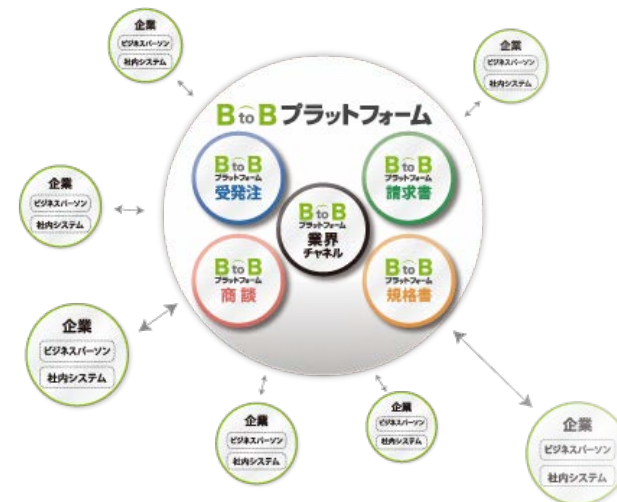 企業
ビジネスパーソン
社内システム
企業
ビジネスパーソン
社内システム
BtoBプラットフォーム
BtoB
プラットフォーム
受発注
BtoB
プラットフォーム
請求書
企業
ビジネスパーソン
社内システム
BtoB
プラットフォーム
業界
チャネル
BtoB
プラットフォーム
商談
BtoB
プラットフォーム
規格書
企業
ビジネスパーソン
社内システム
企業
ビジネスパーソン
社内システム
企業
ビジネスパーソン
社内システム
企業
ビジネスパーソン
社内システム